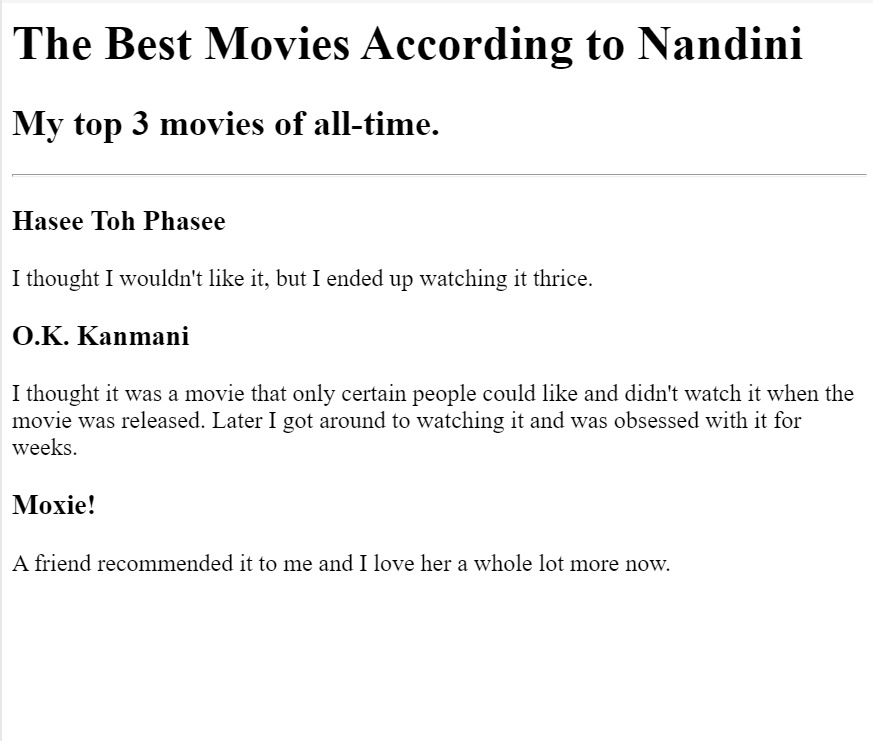 The Best Movies According to Nandini
My top 3 movies of all-time.
Hasee Toh Phasee
I thought I wouldn't like it, but I ended up watching it thrice.
O.K. Kanmani
I thought it was a movie that only certain people could like and didn't watch it when the
movie was released. Later I got around to watching it and was obsessed with it for
weeks.
Moxie!
A friend recommended it to me and I love her a whole lot more now.